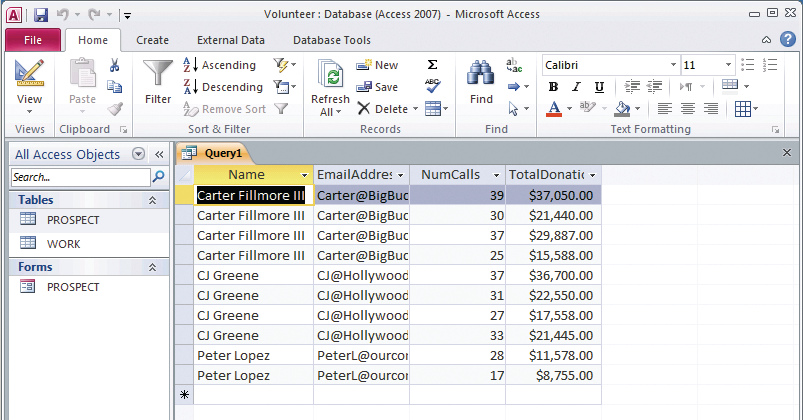 Volunteer : Database (Access 2007) - Microsoft Access
File Home Create External Data Database Tools
View
Views
Paste
Clipboard
Filter
Ascending
Descending
Remove Sort
Sort & Filter
Refresh All
New
Save
Delete
Records
Find
Find
Calibri 11
B I U
A ab
Text Formatting
All Access Objects
Search...
Tables
PROSPECT
WORK
Forms
PROSPECT
Query1
Name EmailAddres NumCalls TotalDonatic
Carter Fillmore III Carter@BigBuc 39 $37,050.00
Carter Fillmore III Carter@BigBuc 30 $21,440.00
Carter Fillmore III Carter@BigBuc 37 $29,887.00
Carter Fillmore III Carter@BigBuc 25 $15,588.00
CJ Greene CJ@Hollywood 37 $36,700.00
CJ Greene CJ@Hollywood 31 $22,550.00
CJ Greene CJ@Hollywood 27 $17,558.00
CJ Greene CJ@Hollywood 33 $21,445.00
Peter Lopez PeterL@ourcor 28 $11,578.00
Peter Lopez PeterL@ourcor 17 $8,755.00